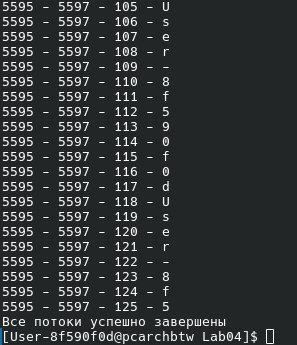 5595 - 5597 - 105 - U
5595 - 5597 - 106 - s
5595 - 5597 - 107 - e
5595 - 5597 - 108 - r
5595 - 5597 - 109 - -
5595 - 5597 - 110 - 8
5595 - 5597 - 111 - f
5595 - 5597 - 112 - 5
5595 - 5597 - 113 - 9
5595 - 5597 - 114 - 0
5595 - 5597 - 115 - f
5595 - 5597 - 116 - 0
5595 - 5597 - 117 - d
5595 - 5597 - 118 - U
5595 - 5597 - 119 - s
5595 - 5597 - 120 - e
5595 - 5597 - 121 - r
5595 - 5597 - 122 - -
5595 - 5597 - 123 - 8
5595 - 5597 - 124 - f
5595 - 5597 - 125 - 5
Все потоки успешно завершены
[User-8f590f0d@pcarchbtw Lab04]$